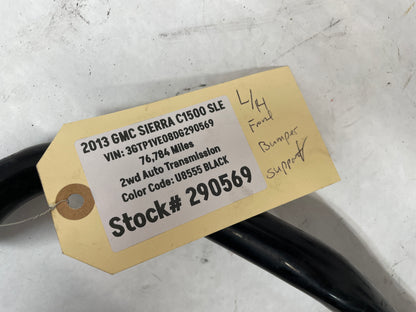 2013 GMC SIERRA C1500 SLE
VIN: 3GTP1VE08DG290569
76,784 Miles
2wd Auto Transmission
Color Code: U8555 BLACK
Stock# 290569
L/H
Front
Bumper
Support